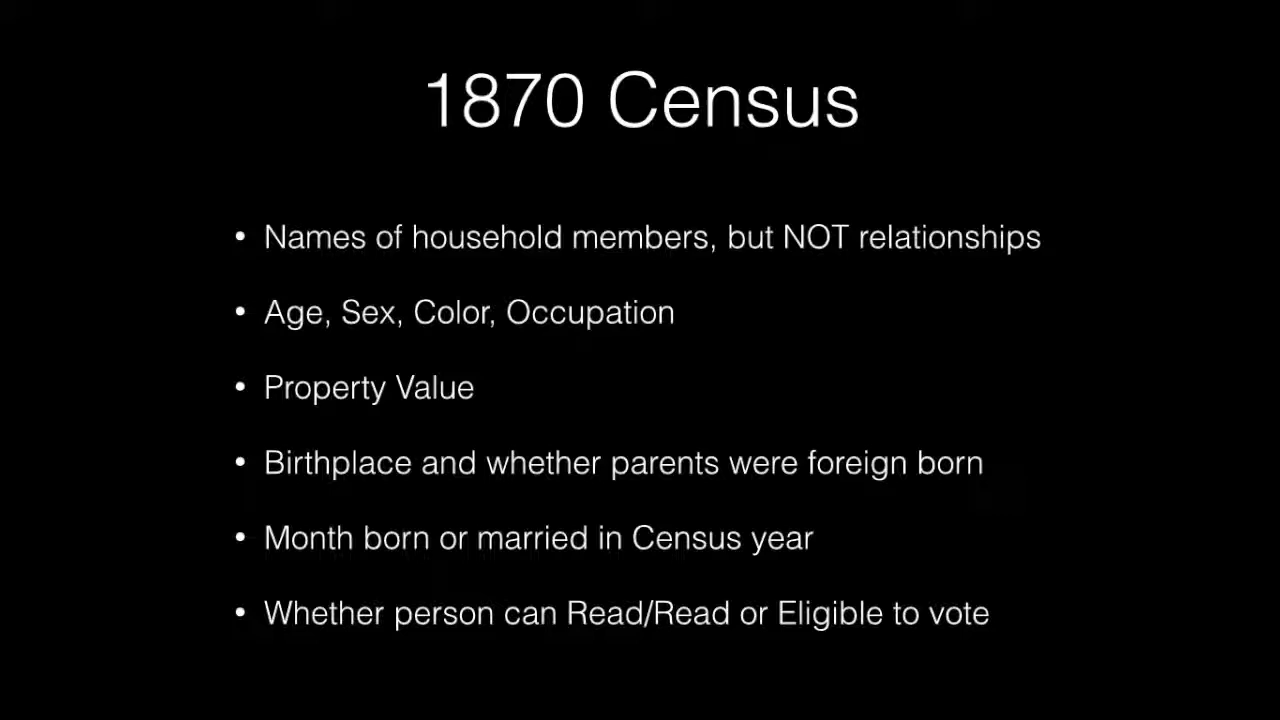 1870 Census
• Names of household members, but NOT relationships
• Age, Sex, Color, Occupation
• Property Value
• Birthplace and whether parents were foreign born
• Month born or married in Census year
• Whether person can Read/Read or Eligible to vote